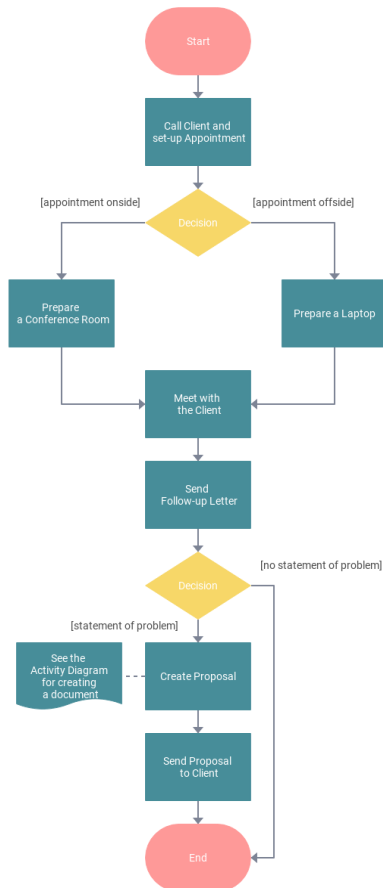 Start
Call Client and
set-up Appointment
[appointment onside]
[appointment offside]
Decision
Prepare
a Conference Room
Prepare a Laptop
Meet with
the Client
Send
Follow-up Letter
[no statement of problem]
Decision
[statement of problem]
See the
Activity Diagram
for creating
a document
Create Proposal
Send Proposal
to Client
End